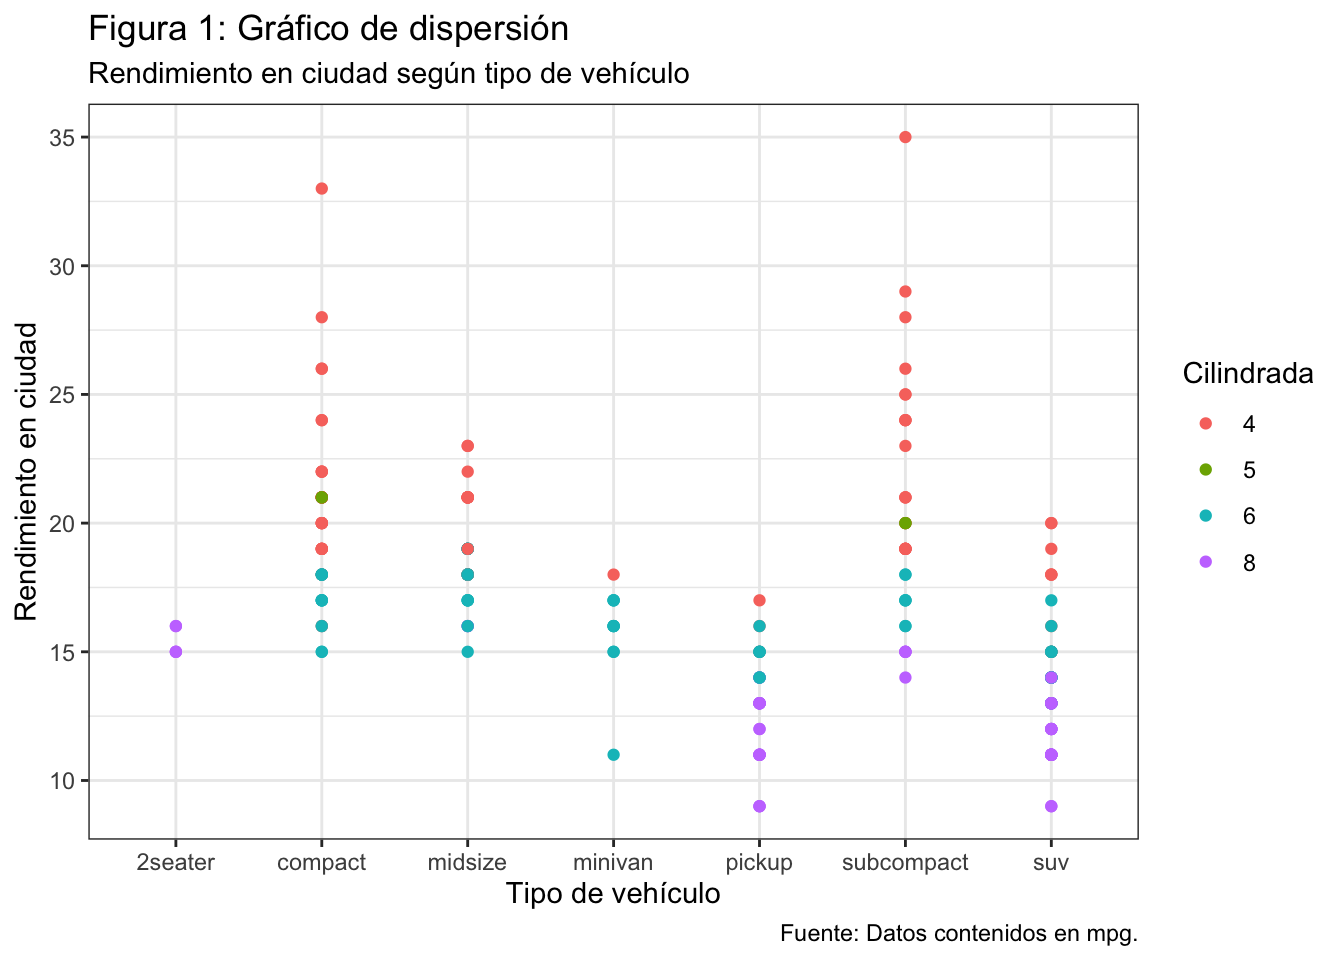 Figura 1: Gráfico de dispersión
Rendimiento en ciudad según tipo de vehículo
Rendimiento en ciudad
35
30
25
20
15
10
2seater compact midsize minivan pickup subcompact suv
Tipo de vehículo
Cilindrada
4
5
6
8
Fuente: Datos contenidos en mpg.